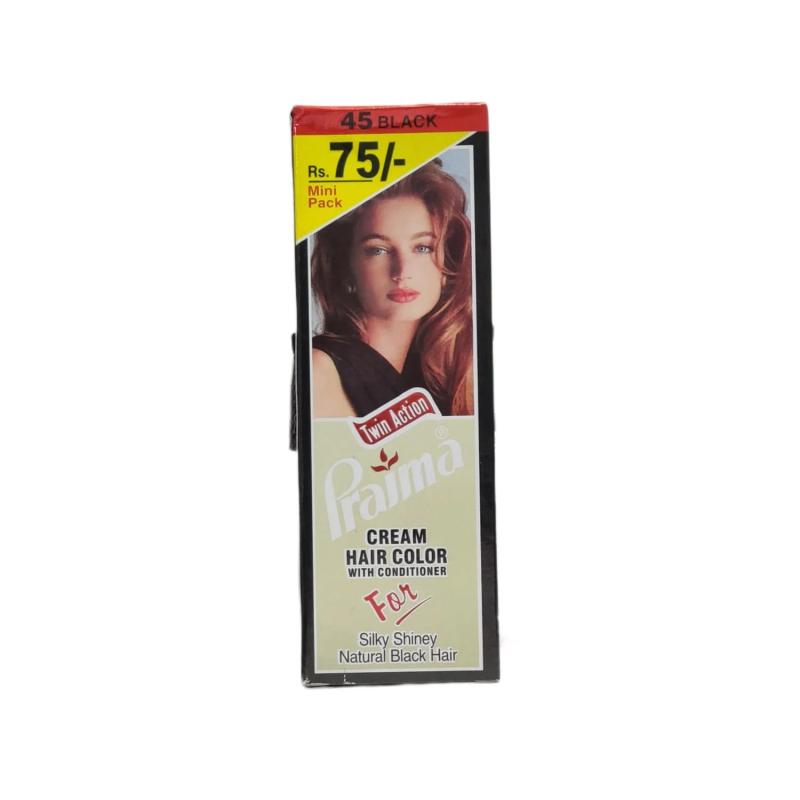 45 BLACK
Rs. 75/-
Mini
Pack
Twin Action
Praima®
CREAM
HAIR COLOR
WITH CONDITIONER
For
Silky Shiney
Natural Black Hair